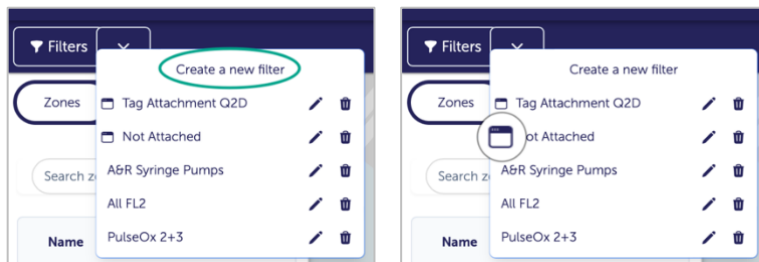 Filters
Create a new filter
Zones
Tag Attachment Q2D
Not Attached
Search z
A&R Syringe Pumps
All FL2
Name
PulseOx 2+3
Filters
Create a new filter
Zones
Tag Attachment Q2D
ot Attached
Search z
A&R Syringe Pumps
All FL2
Name
PulseOx 2+3